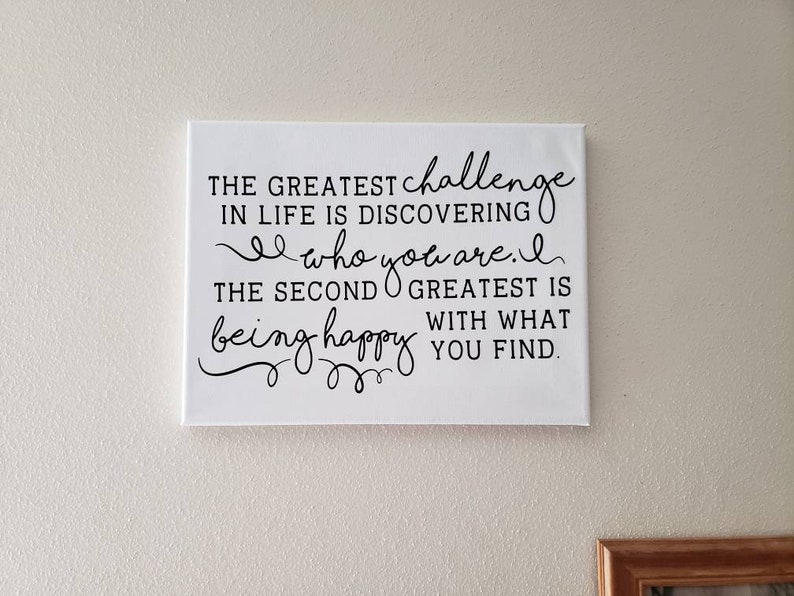 THE GREATEST challenge
IN LIFE IS DISCOVERING
who you are.
THE SECOND GREATEST IS
being happy WITH WHAT
YOU FIND.